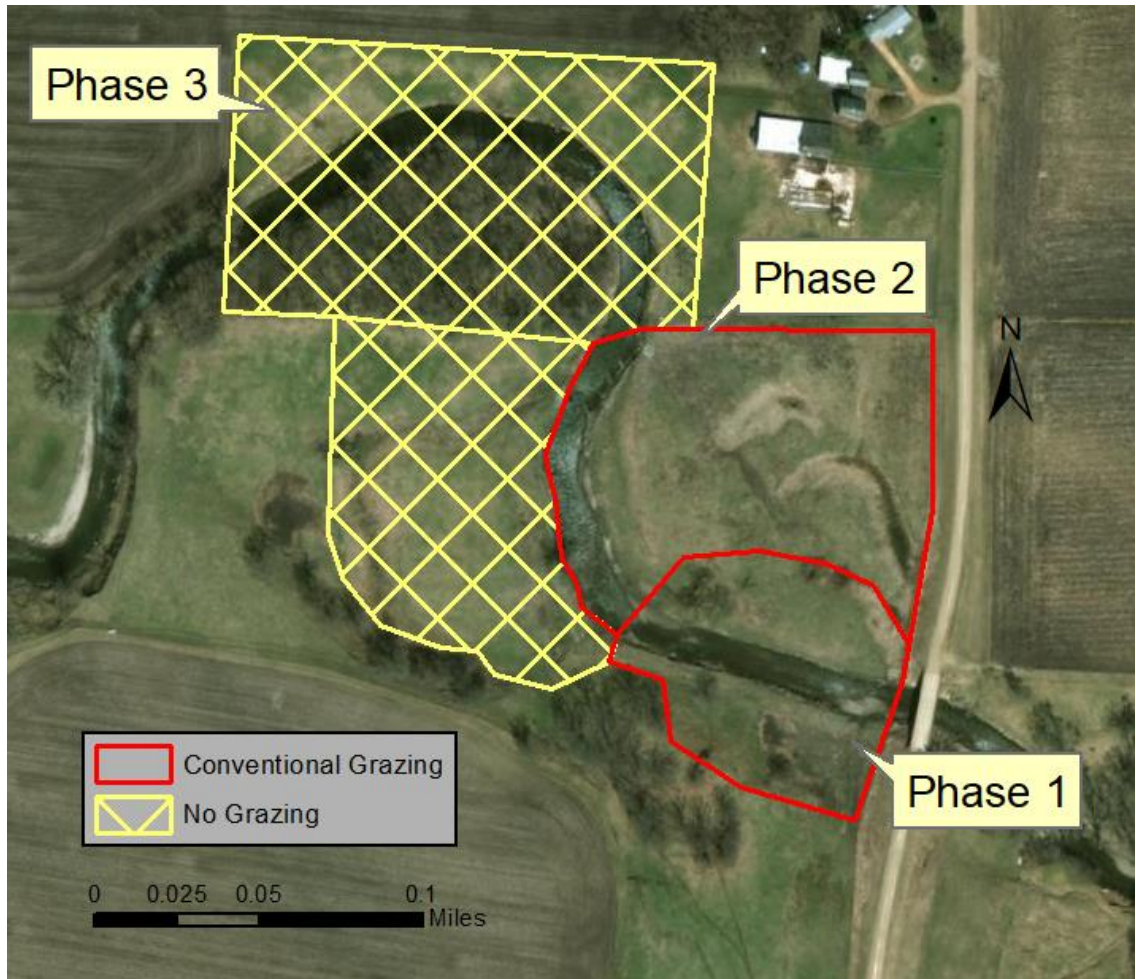 Phase 3
Phase 2
N
Phase 1
Conventional Grazing
No Grazing
0 0.025 0.05 0.1
Miles